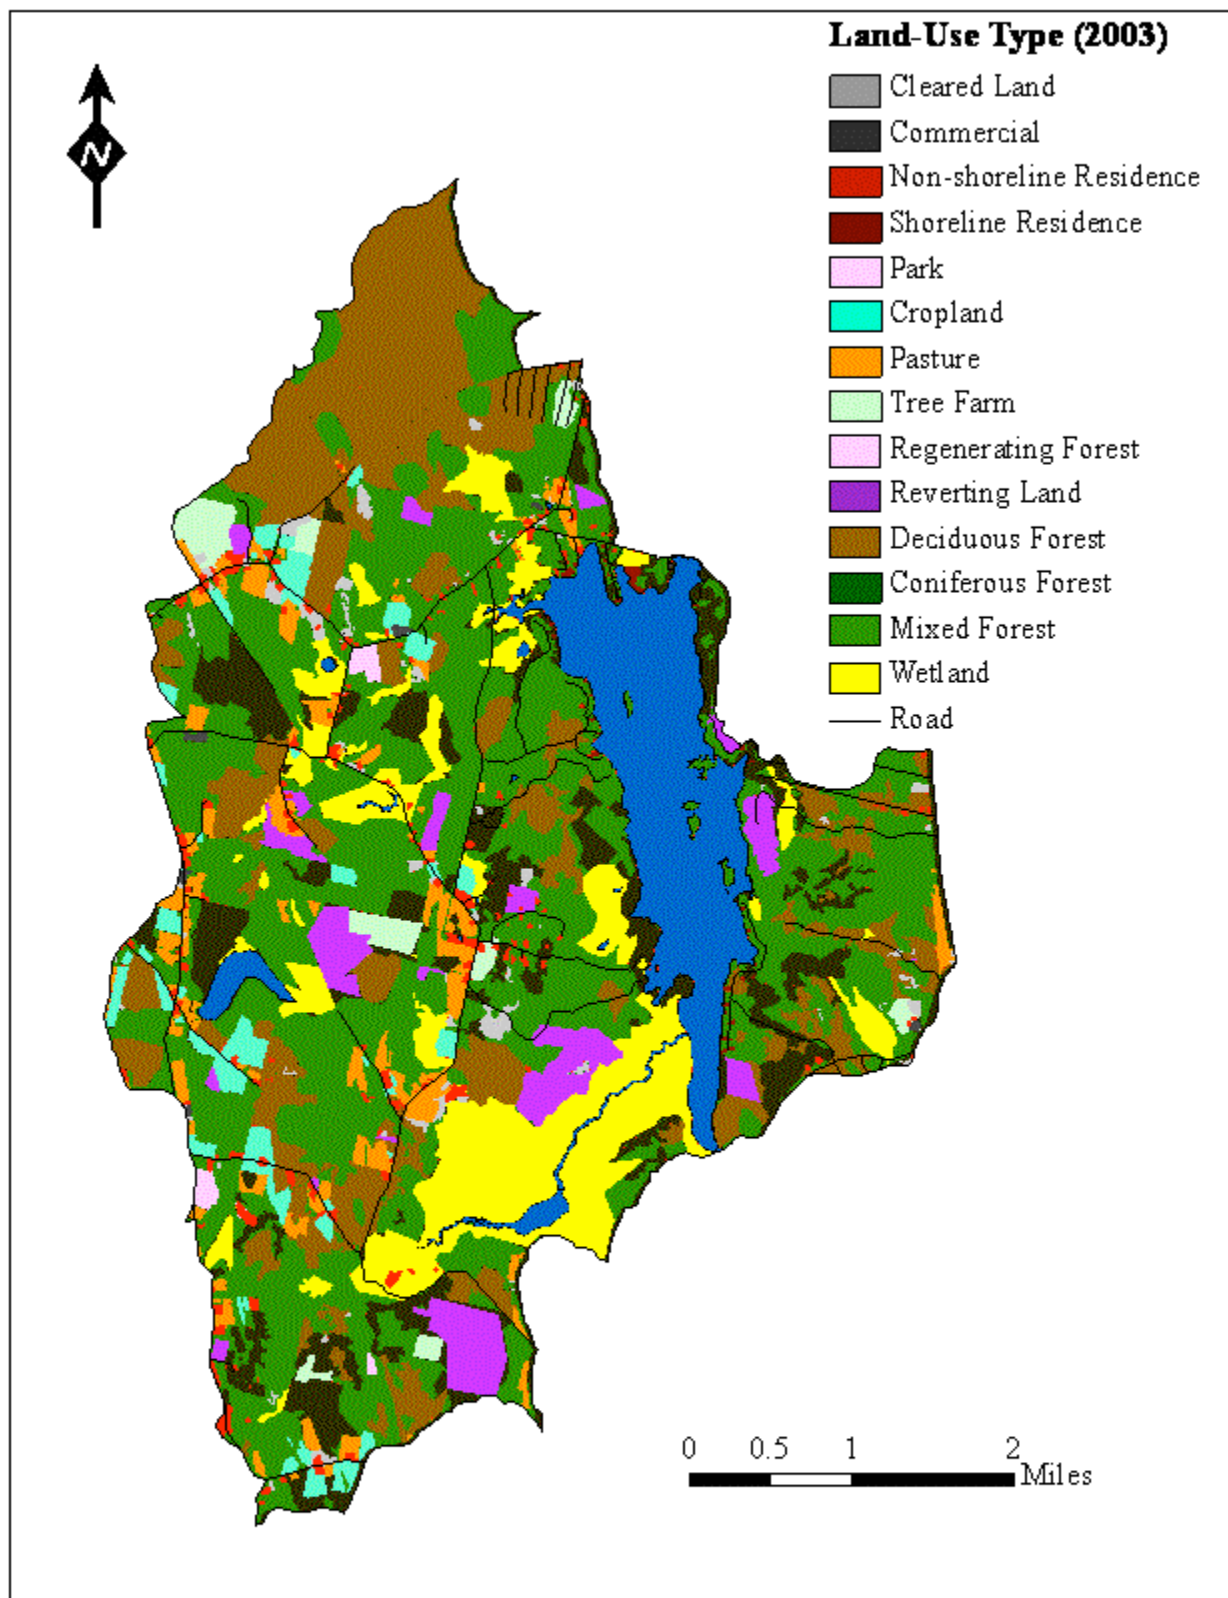 Land-Use Type (2003)
N
Cleared Land
Commercial
Non-shoreline Residence
Shoreline Residence
Park
Cropland
Pasture
Tree Farm
Regenerating Forest
Reverting Land
Deciduous Forest
Coniferous Forest
Mixed Forest
Wetland
Road
0 0.5 1 2
Miles